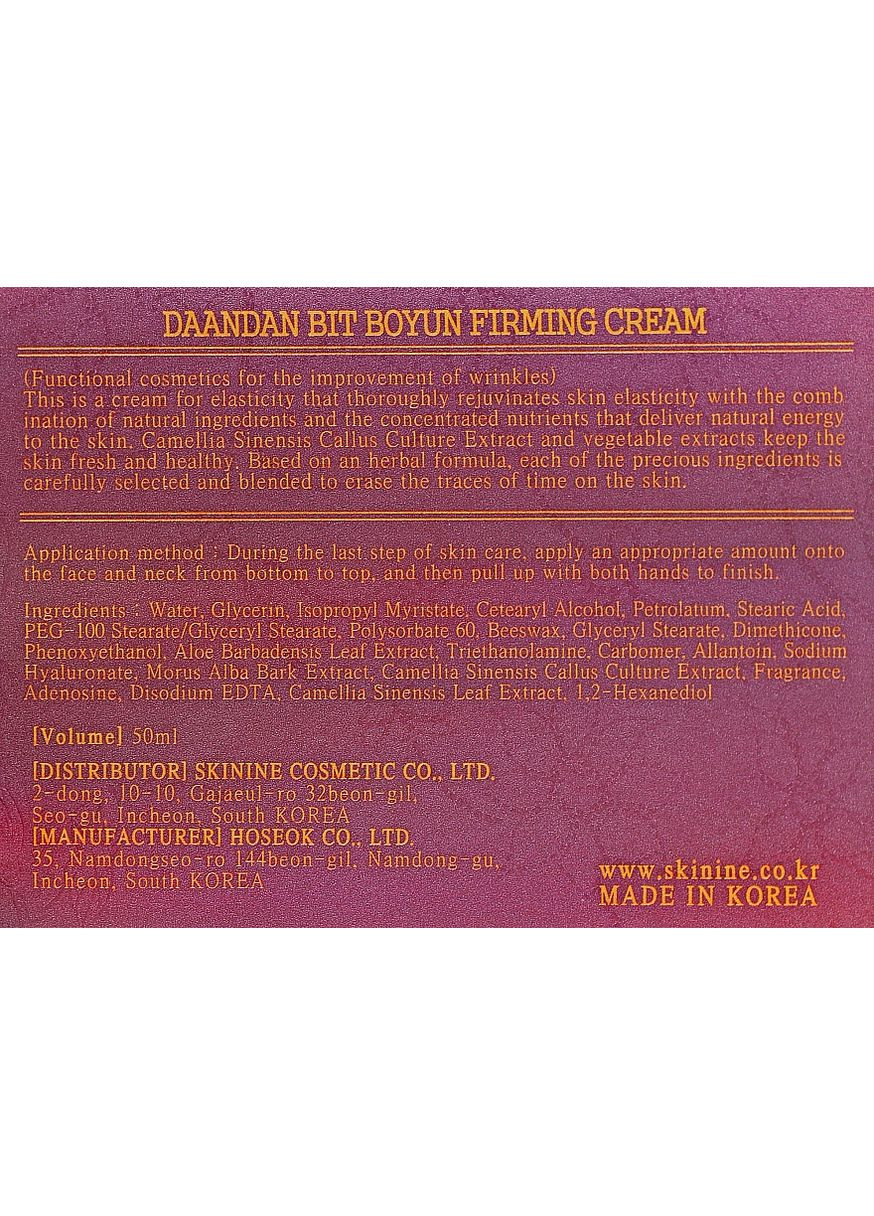 DAANDAN BIT BOYUN FIRMING CREAM
(Functional cosmetics for the improvement of wrinkles)
This is a cream for elasticity that thoroughly rejuvinates skin elasticity with the comb
ination of natural ingredients and the concentrated nutrients that deliver natural energy
to the skin. Camellia Sinensis Callus Culture Extract and vegetable extracts keep the
skin fresh and healthy. Based on an herbal formula, each of the precious ingredients is
carefully selected and blended to erase the traces of time on the skin.
Application method : During the last step of skin care, apply an appropriate amount onto
the face and neck from bottom to top, and then pull up with both hands to finish.
Ingredients : Water, Glycerin, Isopropyl Myristate, Cetearyl Alcohol, Petrolatum, Stearic Acid,
PEG-100 Stearate/Glyceryl Stearate, Polysorbate 60, Beeswax, Glyceryl Stearate, Dimethicone,
Phenoxyethanol, Aloe Barbadensis Leaf Extract, Triethanolamine, Carbomer, Allantoin, Sodium
Hyaluronate, Morus Alba Bark Extract, Camellia Sinensis Callus Culture Extract, Fragrance,
Adenosine, Disodium EDTA, Camellia Sinensis Leaf Extract, 1,2-Hexanediol
[Volume] 50ml
[DISTRIBUTOR] SKININE COSMETIC CO., LTD.
2-dong, 10-10, Gajaeul-ro 32beon-gil,
Seo-gu, Incheon, South KOREA
[MANUFACTURER] HOSEOK CO., LTD.
35, Namdongseo-ro 144beon-gil, Namdong-gu,
Incheon, South KOREA
www.skinine.co.kr
MADE IN KOREA